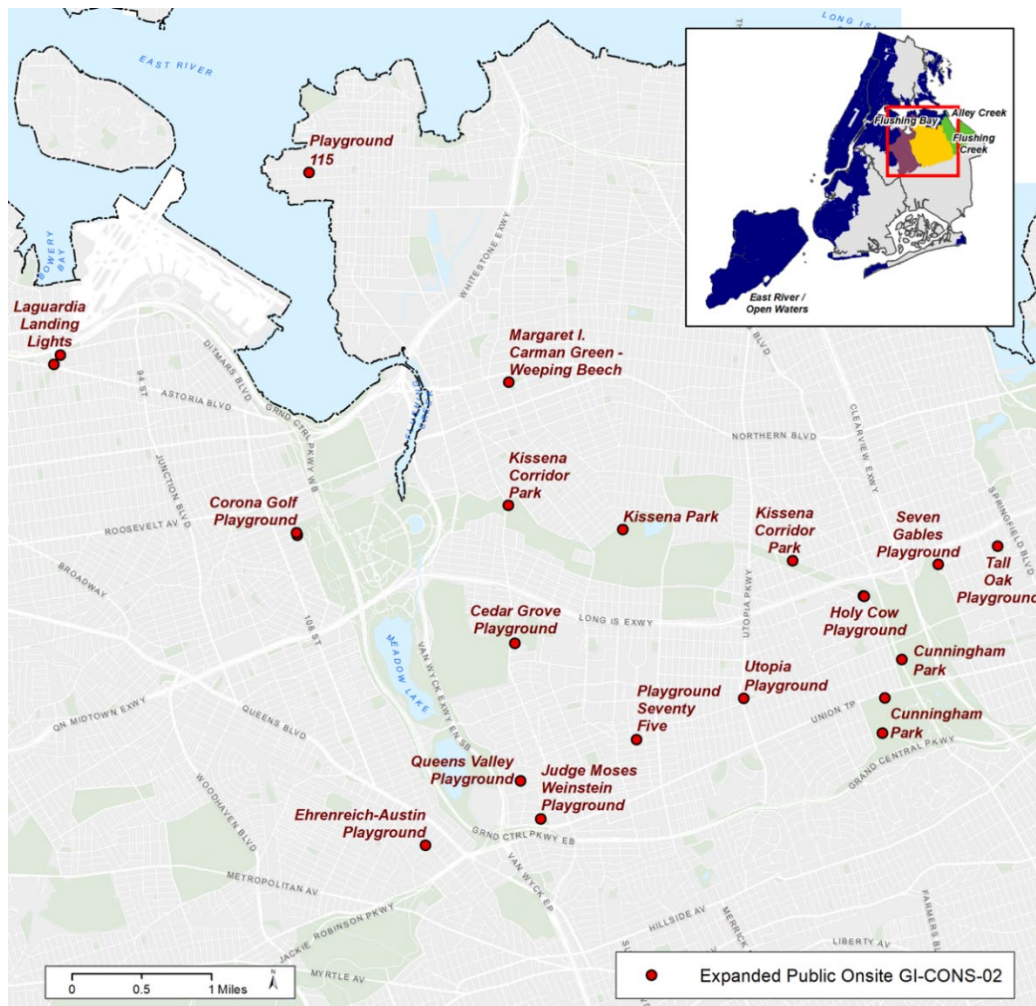 LONG IS
EAST RIVER
Playground
115
WHITESTONE EXWY
BOWERY
BAY
Laguardia
Landing
Lights
DITMARS BLVD
94 ST
ASTORIA BLVD
GRND CTRL PKWY WB
Margaret I.
Carman Green -
Weeping Beech
Alley Creek
Flushing Bay
Flushing
Creek
East River /
Open Waters
BLVD
CLEARVIEW EXWY
NORTHERN BLVD
SPRINGFIELD BLVD
JUNCTION BLVD
ROOSEVELT AV
Corona Golf
Playground
BROADWAY
108 ST
Kissena
Corridor
Park
Kissena Park
Kissena
Corridor
Park
Seven
Gables
Playground
Tall
Oak
Playground
UTOPIA PKWY
LONG IS EXWY
Holy Cow
Playground
Cedar Grove
Playground
MEADOW LAKE
VAN WYCK EXWY EN SB
Cunningham
Park
Utopia
Playground
UNION TP
Cunningham
Park
GRAND CENTRAL PKWY
Playground
Seventy
Five
QN MIDTOWN EXWY
QUEENS BLVD
WOODHAVEN BLVD
Queens Valley
Playground
Judge Moses
Weinstein
Playground
Ehrenreich-Austin
Playground
GRND CTRL PKWY EB
VAN WYCK EP
METROPOLITAN AV
JACKIE ROBINSON PKWY
MYRTLE AV
HILLSIDE AV
MERRICK
LIBERTY AV
FARMERS BL
N
0 0.5 1 Miles
Expanded Public Onsite GI-CONS-02